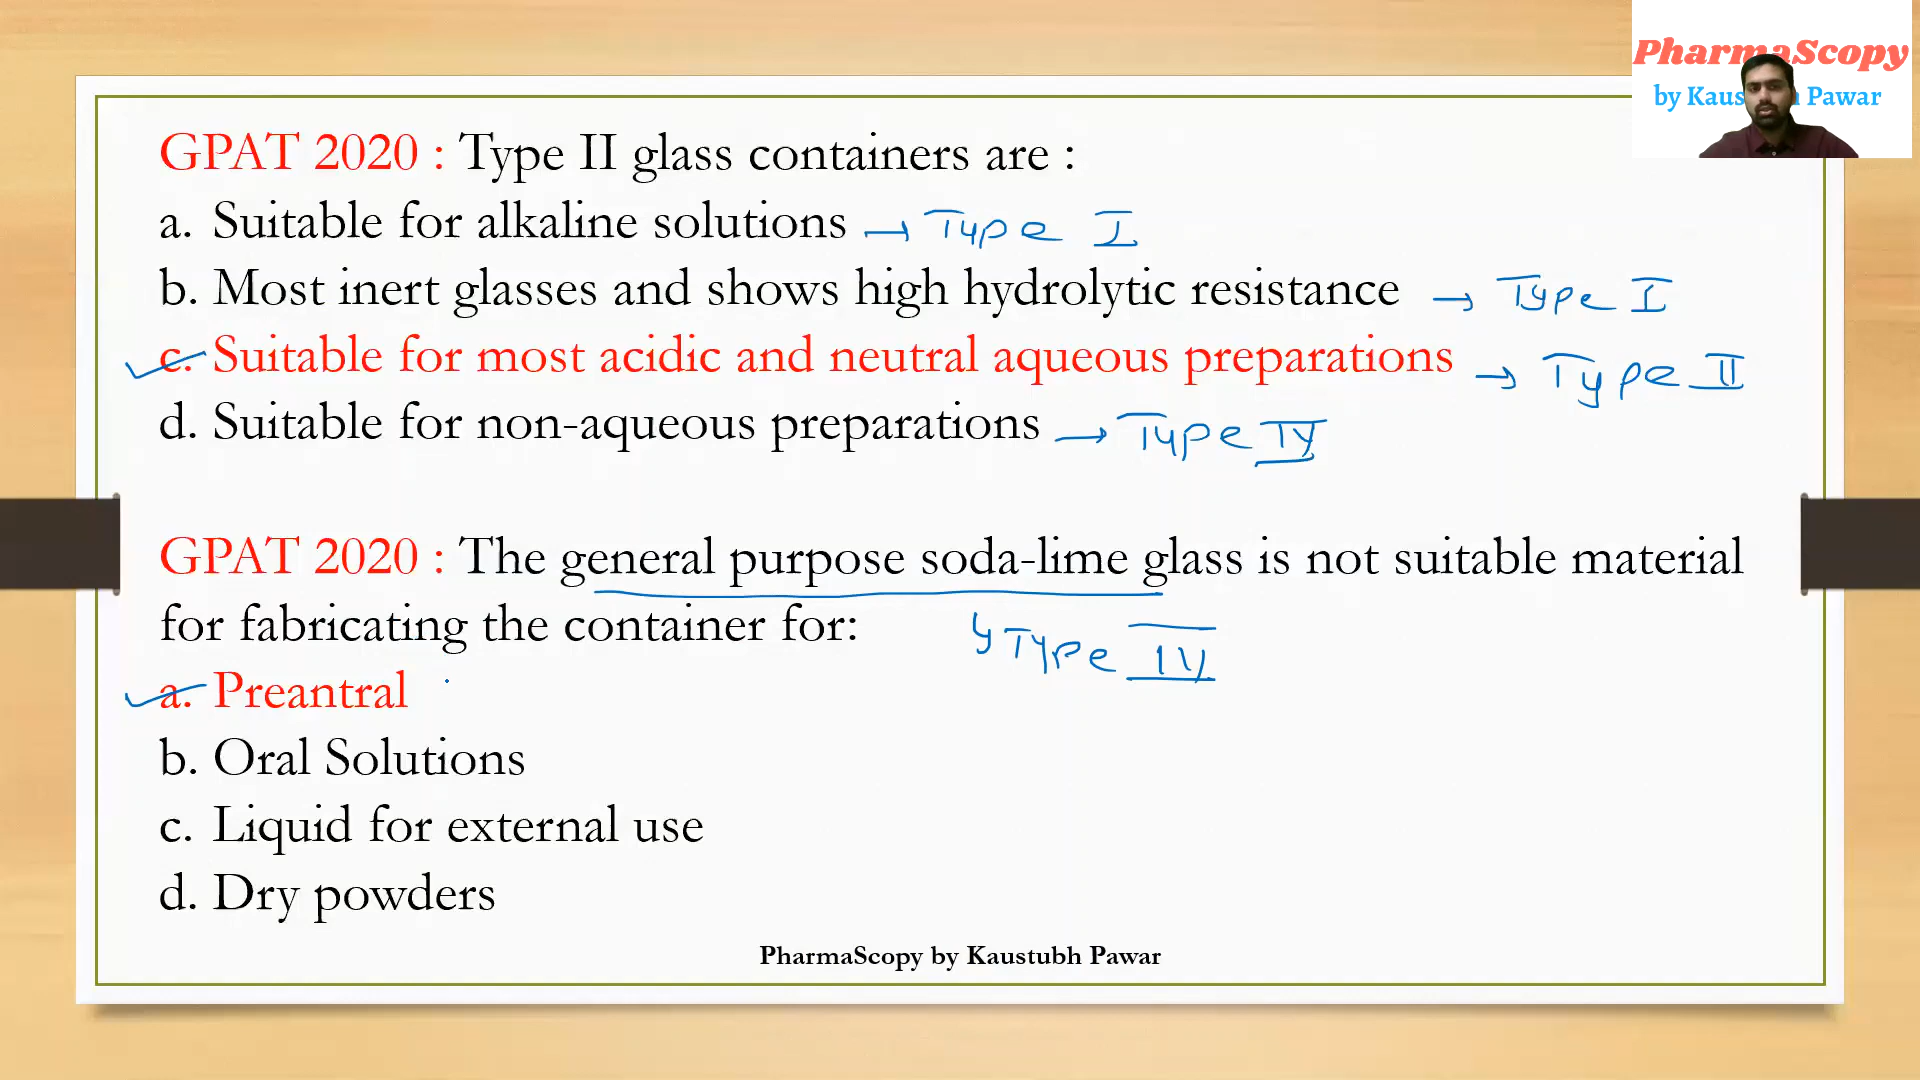 PharmaScopy
by Kaus Pawar
GPAT 2020 : Type II glass containers are :
a. Suitable for alkaline solutions → Type I
b. Most inert glasses and shows high hydrolytic resistance → Type I
c. Suitable for most acidic and neutral aqueous preparations → Type II
d. Suitable for non-aqueous preparations → Type IV
GPAT 2020 : The general purpose soda-lime glass is not suitable material
for fabricating the container for:
Type IV
a. Preantral
b. Oral Solutions
c. Liquid for external use
d. Dry powders
PharmaScopy by Kaustubh Pawar